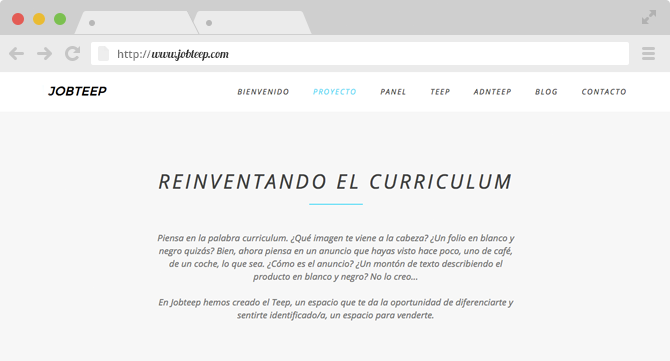 http://www.jobteep.com
JOBTEEP
BIENVENIDO PROYECTO PANEL TEEP ADNTEEP BLOG CONTACTO
REINVENTANDO EL CURRICULUM
Piensa en la palabra curriculum. ¿Qué imagen te viene a la cabeza? ¿Un folio en blanco y
negro quizás? Bien, ahora piensa en un anuncio que hayas visto hace poco, uno de café,
de un coche, lo que sea. ¿Cómo es el anuncio? ¿Un montón de texto describiendo el
producto en blanco y negro? No lo creo...
En Jobteep hemos creado el Teep, un espacio que te da la oportunidad de diferenciarte y
sentirte identificado/a, un espacio para venderte.